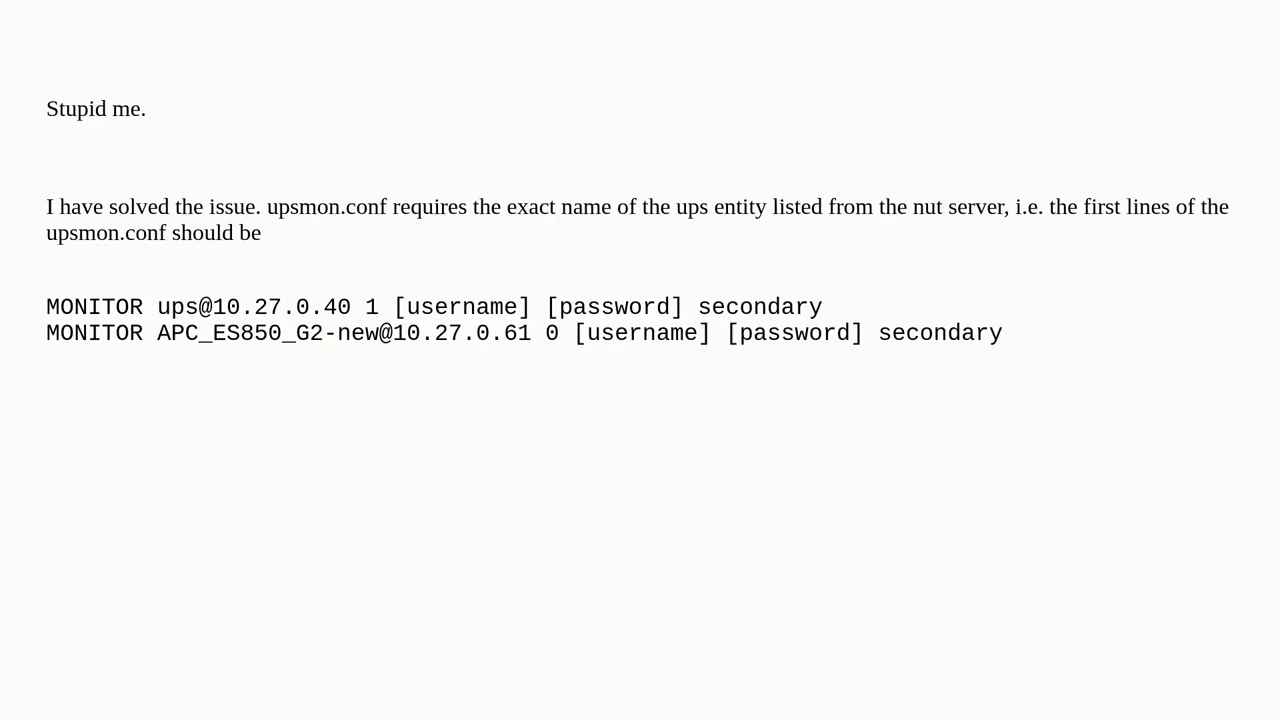 Stupid me.
I have solved the issue. upsmon.conf requires the exact name of the ups entity listed from the nut server, i.e. the first lines of the
upsmon.conf should be
MONITOR ups@10.27.0.40 1 [username] [password] secondary
MONITOR APC_ES850_G2-new@10.27.0.61 0 [username] [password] secondary